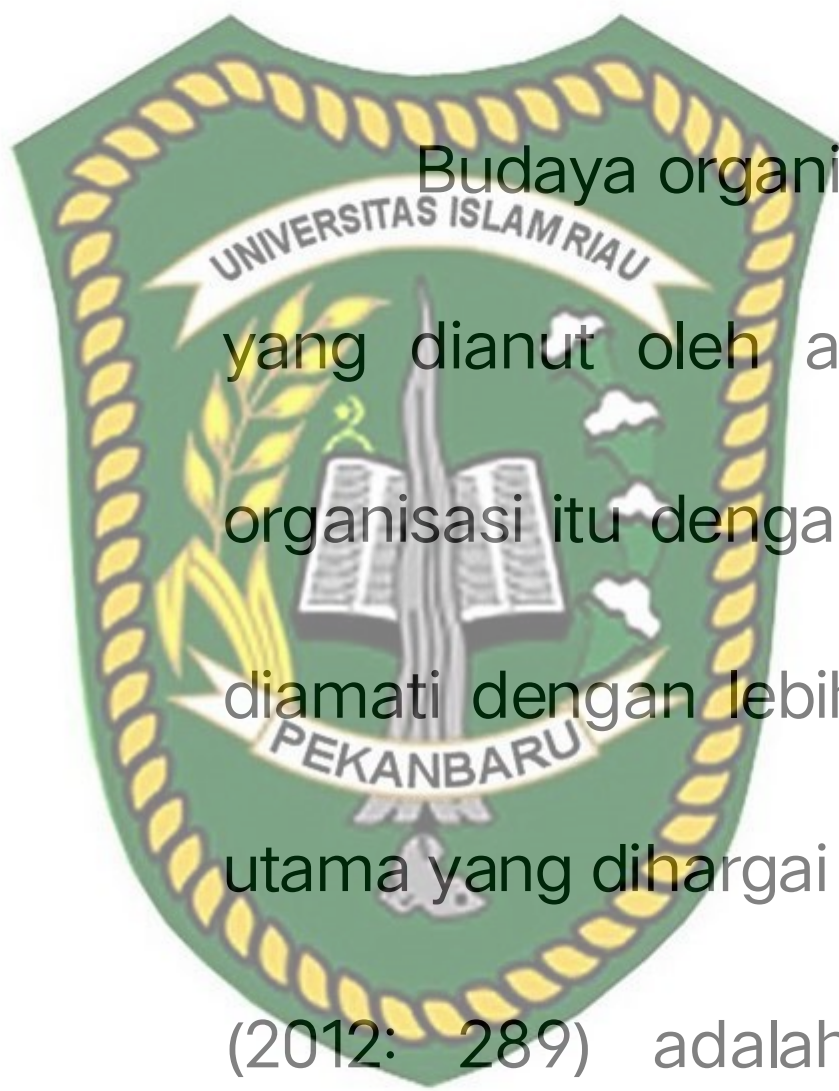 Budaya organi
UNIVERSITAS ISLAM RIAU
yang dianut oleh a
organisasi itu denga
diamati dengan lebih
PEKANBARU
utama yang dihargai
(2012: 289) adalah